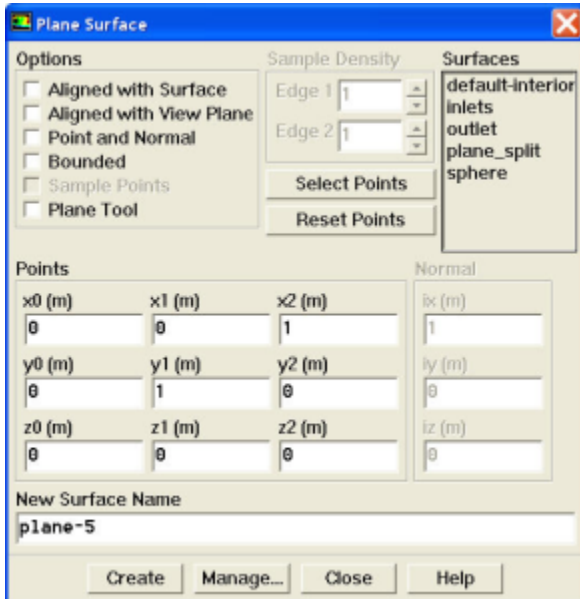 Plane Surface
Options
Aligned with Surface
Aligned with View Plane
Point and Normal
Bounded
Sample Points
Plane Tool
Sample Density
Edge 1 1
Edge 2 1
Select Points
Reset Points
Surfaces
default-interior
inlets
outlet
plane_split
sphere
Points
x0 (m) x1 (m) x2 (m)
0 0 1
y0 (m) y1 (m) y2 (m)
0 1 0
z0 (m) z1 (m) z2 (m)
0 0 0
Normal
ix (m)
1
iy (m)
0
iz (m)
0
New Surface Name
plane-5
Create Manage... Close Help